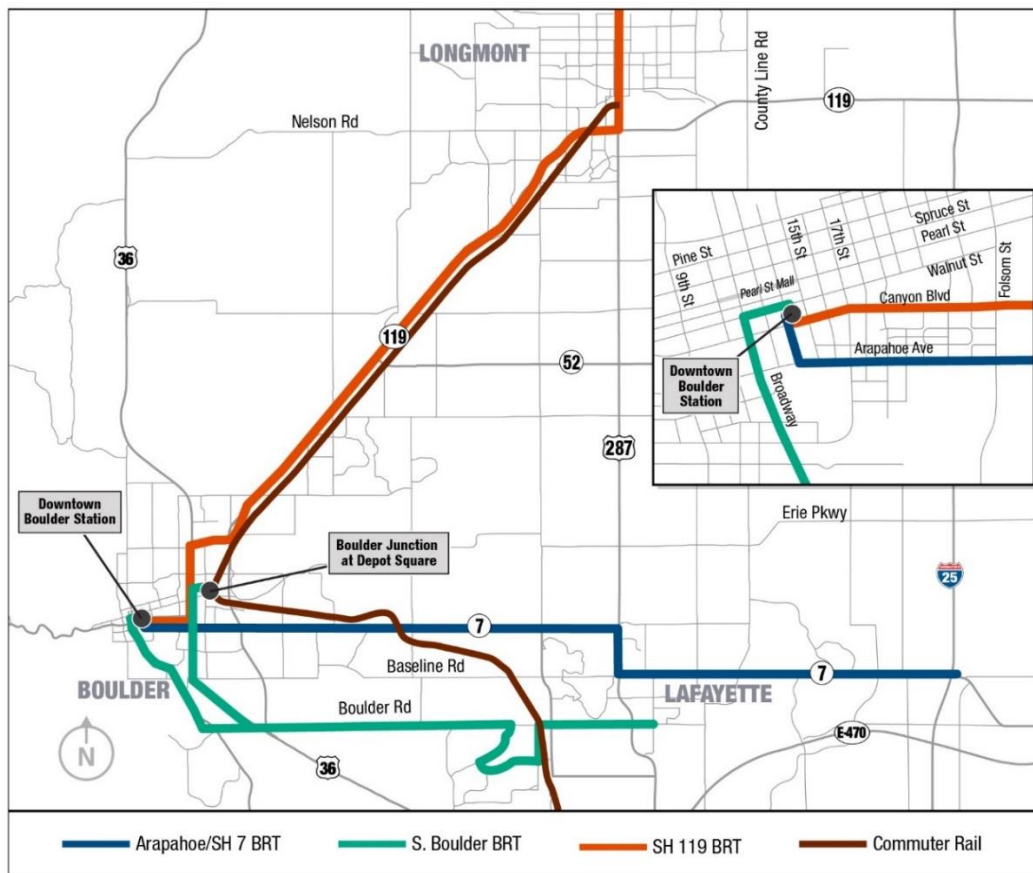 LONGMONT
County Line Rd
119
Nelson Rd
36
Spruce St
Pearl St
15th St
17th St
Pine St
Walnut St
Folsom St
9th St
Pearl St Mall
Canyon Blvd
Arapahoe Ave
Downtown
Boulder
Station
Broadway
119
52
287
Downtown
Boulder Station
Erie Pkwy
Boulder Junction
at Depot Square
25
7
Baseline Rd
BOULDER
LAFAYETTE
7
Boulder Rd
N
36
E-470
Arapahoe/SH 7 BRT
S. Boulder BRT
SH 119 BRT
Commuter Rail